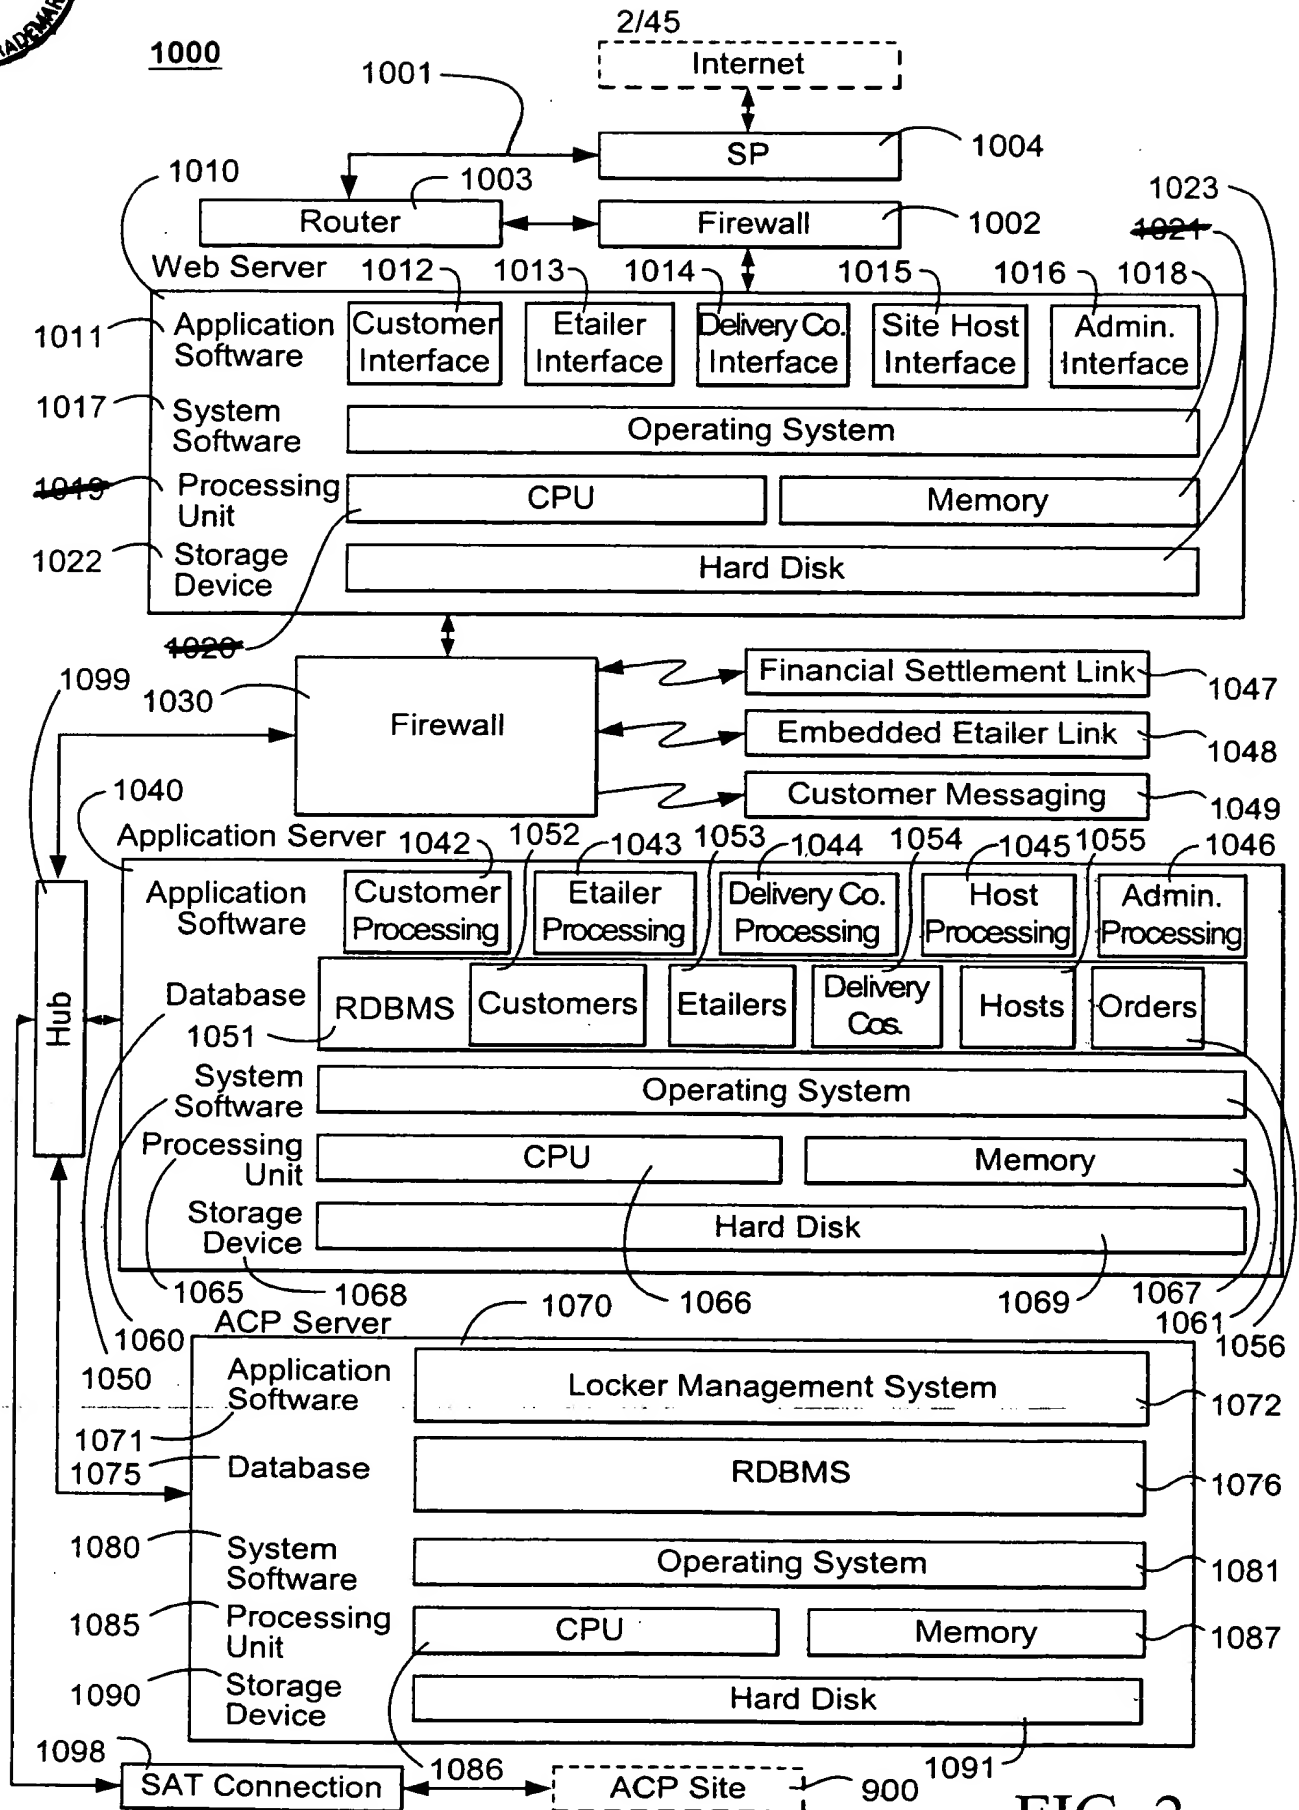 TRADEMAR
2/45
1000
Internet
1001
SP
1004
1010
1003
1023
Router
Firewall
1002
1021
Web Server
1012
1013
1014
1015
1016
1018
1011
Application Software
Customer Interface
Etailer Interface
Delivery Co. Interface
Site Host Interface
Admin. Interface
1017
System Software
Operating System
1019
Processing Unit
CPU
Memory
1022
Storage Device
Hard Disk
1020
1099
1030
Firewall
Financial Settlement Link
1047
Embedded Etailer Link
1048
Customer Messaging
1049
1040
Application Server
1042
1052
1043
1053
1044
1054
1045
1055
1046
Application Software
Customer Processing
Etailer Processing
Delivery Co. Processing
Host Processing
Admin. Processing
Hub
Database
RDBMS
1051
Customers
Etailers
Delivery Cos.
Hosts
Orders
System Software
Operating System
Processing Unit
CPU
Memory
Storage Device
Hard Disk
1065
1068
1066
1069
1067
1060
1061
1056
1050
ACP Server
1070
Application Software
Locker Management System
1072
1071
1075
Database
RDBMS
1076
1080
System Software
Operating System
1081
1085
Processing Unit
CPU
Memory
1087
1090
Storage Device
Hard Disk
1098
1086
1091
SAT Connection
ACP Site
900